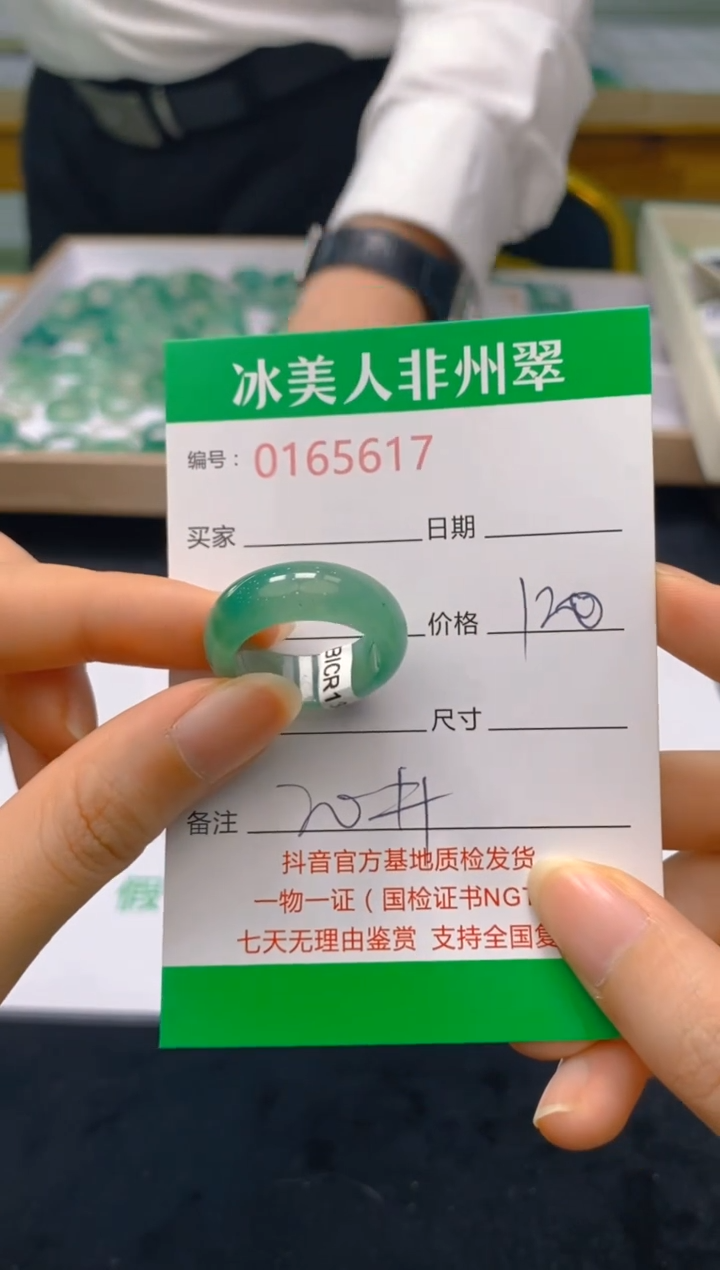 冰美人非州翠
编号：0165617
买家 日期
价格 120
BICR1
尺寸
备注 20#
抖音官方基地质检发货
一物一证（国检证书NGT
七天无理由鉴赏 支持全国复
假